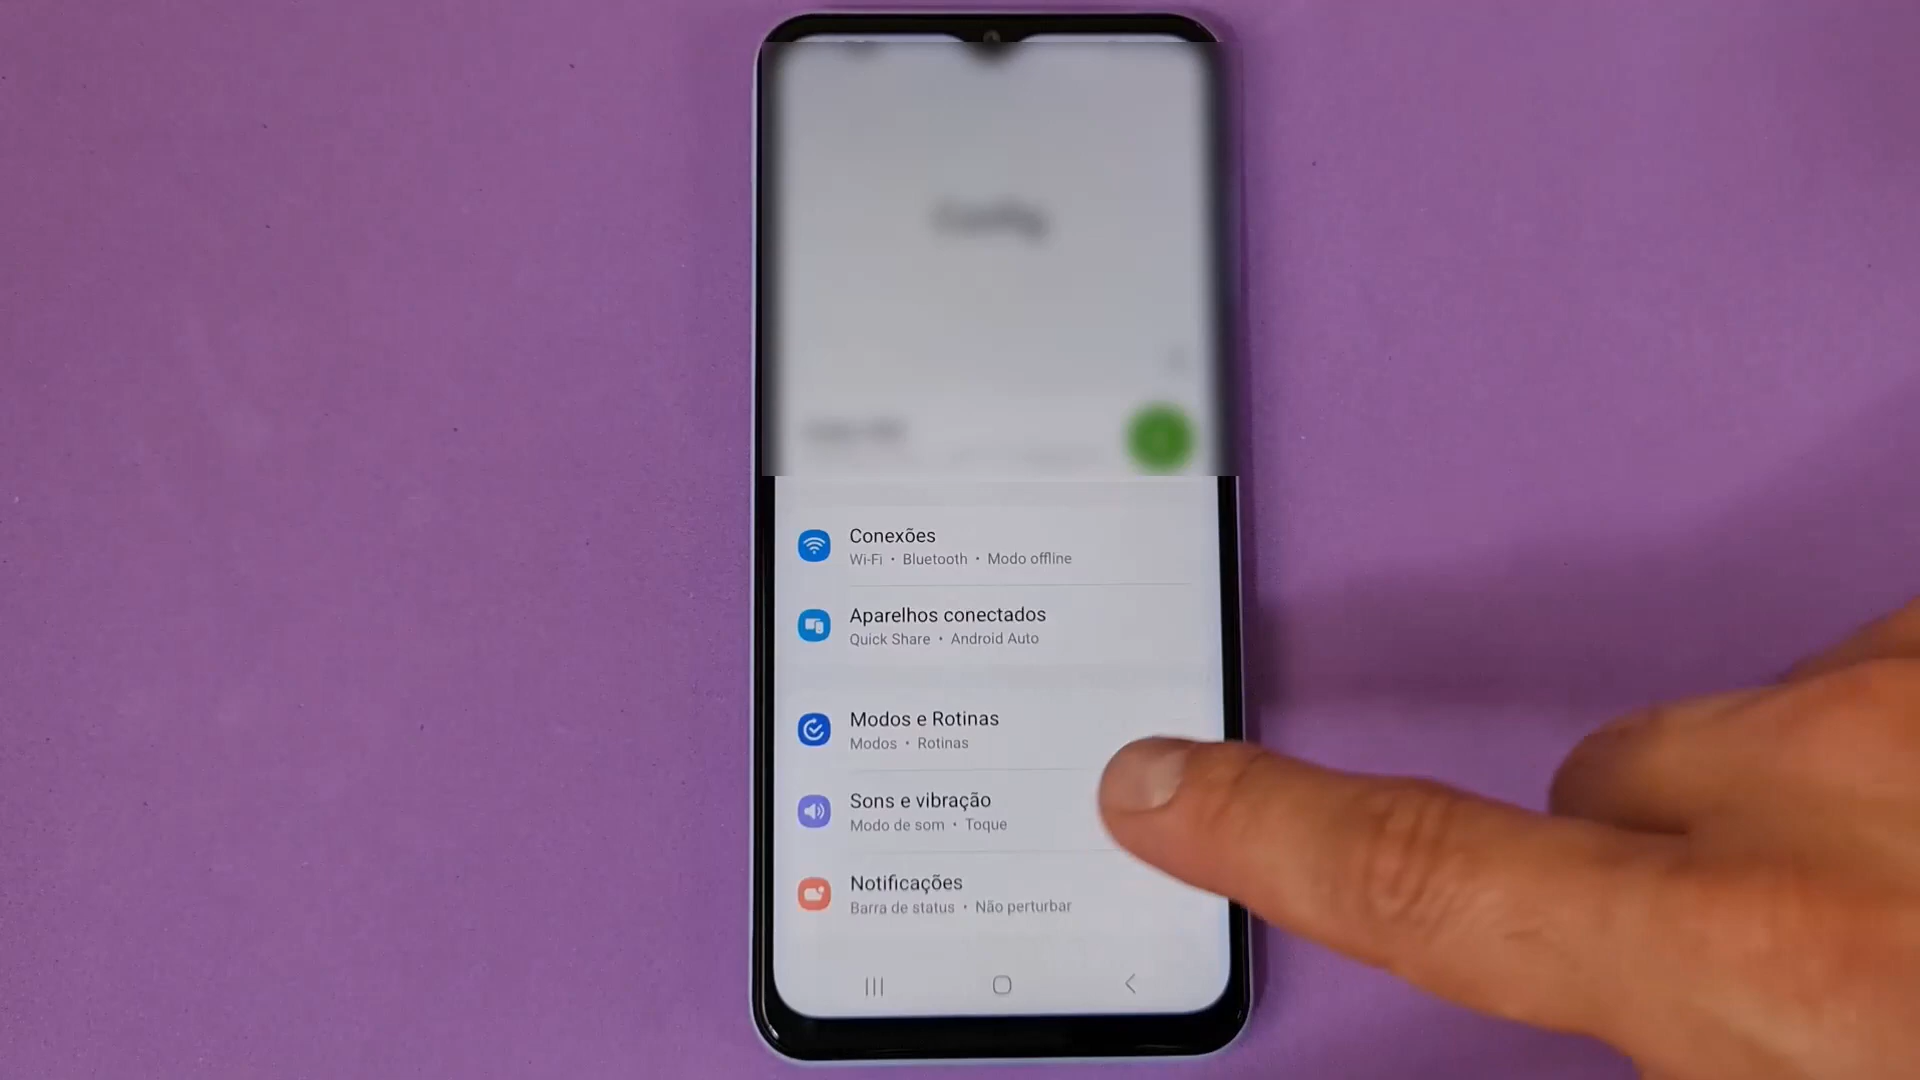 Conexões
Wi-Fi • Bluetooth • Modo offline
Aparelhos conectados
Quick Share • Android Auto
Modos e Rotinas
Modos • Rotinas
Sons e vibração
Modo de som • Toque
Notificações
Barra de status • Não perturbar